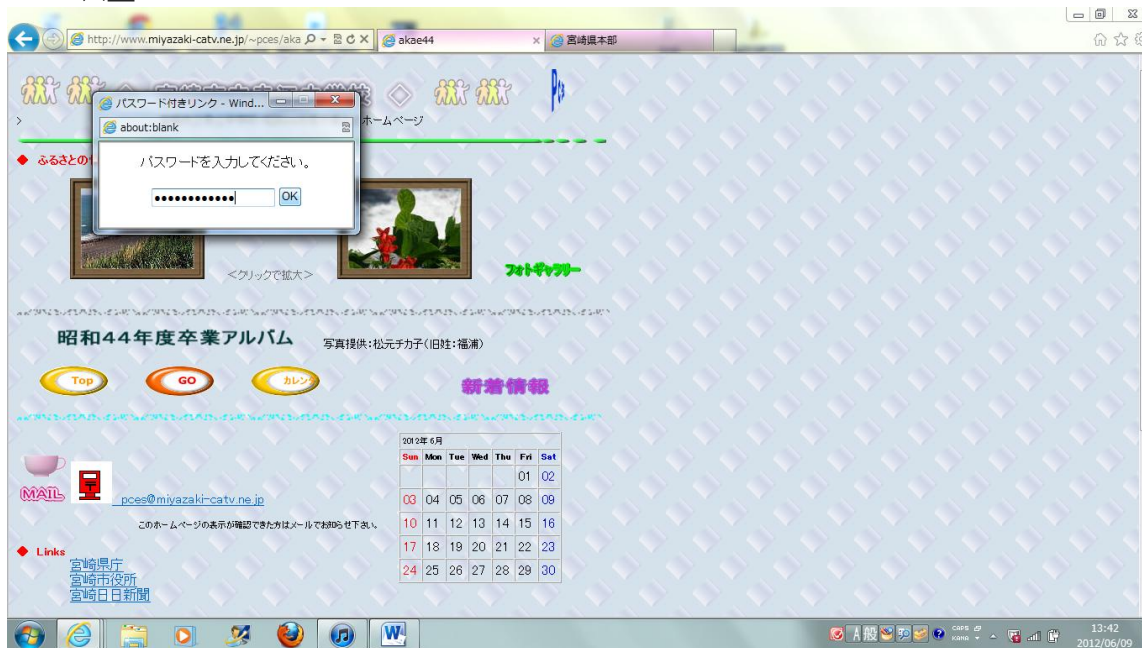 http://www.miyazaki-catv.ne.jp/~pces/aka
akae44
宮崎県本部
パスワード付きリンク - Wind...
about:blank
パスワードを入力してください。
OK
ホームページ
>
Pts
ふるさとの
<クリックで拡大>
フォトギャラリー
昭和44年度卒業アルバム
写真提供:松元チカ子(旧姓:福浦)
Top
GO
カレン
新着情報
2012年 6月
Sun Mon Tue Wed Thu Fri Sat
01 02
03 04 05 06 07 08 09
10 11 12 13 14 15 16
17 18 19 20 21 22 23
24 25 26 27 28 29 30
MAIL
pces@miyazaki-catv.ne.jp
このホームページの表示が確認できた方はメールでお知らせ下さい。
Links
宮崎県庁
宮崎市役所
宮崎日日新聞
A 般
CAPS
KANA
13:42
2012/06/09